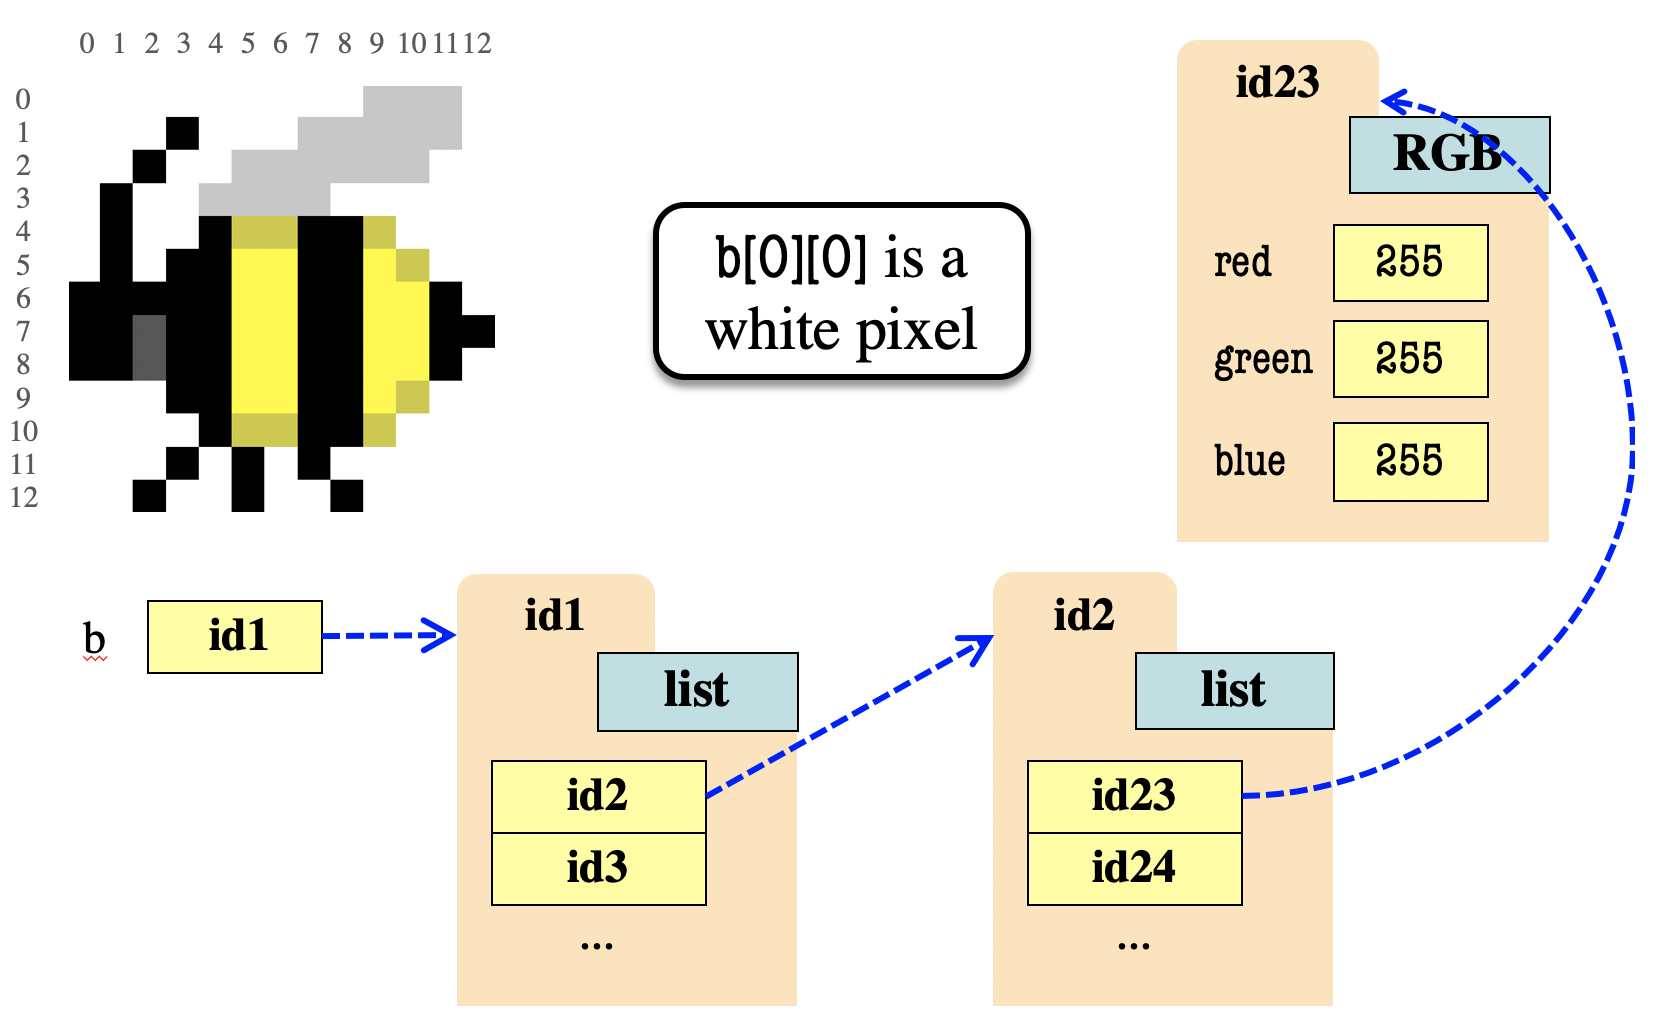 0 1 2 3 4 5 6 7 8 9 10 11 12
0
1
2
3
4
5
6
7
8
9
10
11
12
b[0][0] is a
white pixel
id23
RGB
red 255
green 255
blue 255
b id1
id1
list
id2
id3
...
id2
list
id23
id24
...